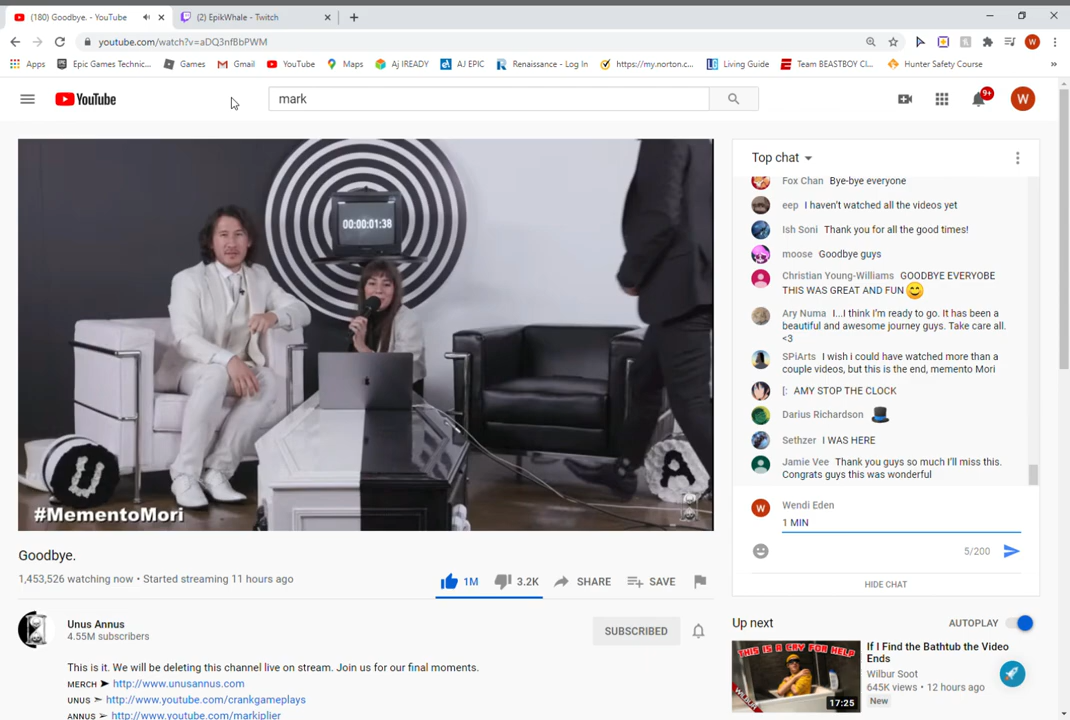 (180) Goodbye. - YouTube
(2) EpikWhale - Twitch
youtube.com/watch?v=aDQ3nfBbPWM
W
Apps
Epic Games Technic...
Games
Gmail
YouTube
Maps
Aj IREADY
AJ EPIC
Renaissance - Log In
https://my.norton.c...
Living Guide
Team BEASTBOY Cl...
Hunter Safety Course
»
YouTube
mark
9+
W
00:00:01:38
U
A
#MementoMori
Goodbye.
1,453,526 watching now • Started streaming 11 hours ago
1M
3.2K
SHARE
SAVE
Unus Annus
4.55M subscribers
SUBSCRIBED
This is it. We will be deleting this channel live on stream. Join us for our final moments.
MERCH ➤ http://www.unusannus.com
UNUS ➣ http://www.youtube.com/crankgameplays
ANNUS ➣ http://www.youtube.com/markiplier
Top chat
Fox Chan Bye-bye everyone
eep I haven't watched all the videos yet
Ish Soni Thank you for all the good times!
moose Goodbye guys
Christian Young-Williams GOODBYE EVERYOBE
THIS WAS GREAT AND FUN 😊
Ary Numa I...I think I'm ready to go. It has been a
beautiful and awesome journey guys. Take care all.
<3
SPiArts I wish i could have watched more than a
couple videos, but this is the end, memento Mori
[: AMY STOP THE CLOCK
Darius Richardson 🎩
Sethzer I WAS HERE
Jamie Vee Thank you guys so much I'll miss this.
Congrats guys this was wonderful
W
Wendi Eden
1 MIN
5/200
HIDE CHAT
Up next
AUTOPLAY
THIS IS A CRY FOR HELP
17:25
If I Find the Bathtub the Video
Ends
Wilbur Soot
645K views • 12 hours ago
New